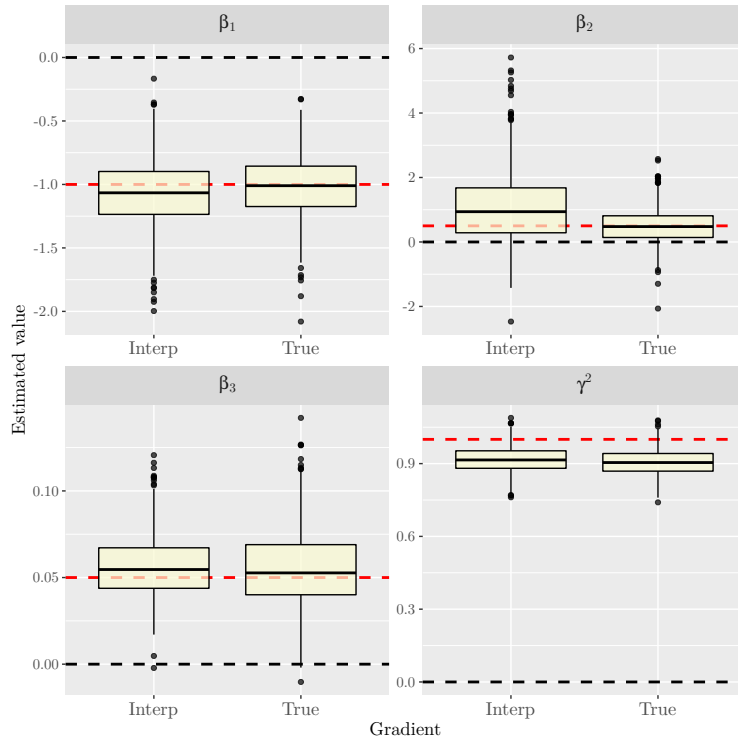 β₁
β₂
0.0
-0.5
-1.0
-1.5
-2.0
6
4
2
0
-2
Interp
True
Interp
True
Estimated value
β₃
γ²
0.10
0.05
0.00
0.9
0.6
0.3
0.0
Interp
True
Interp
True
Gradient